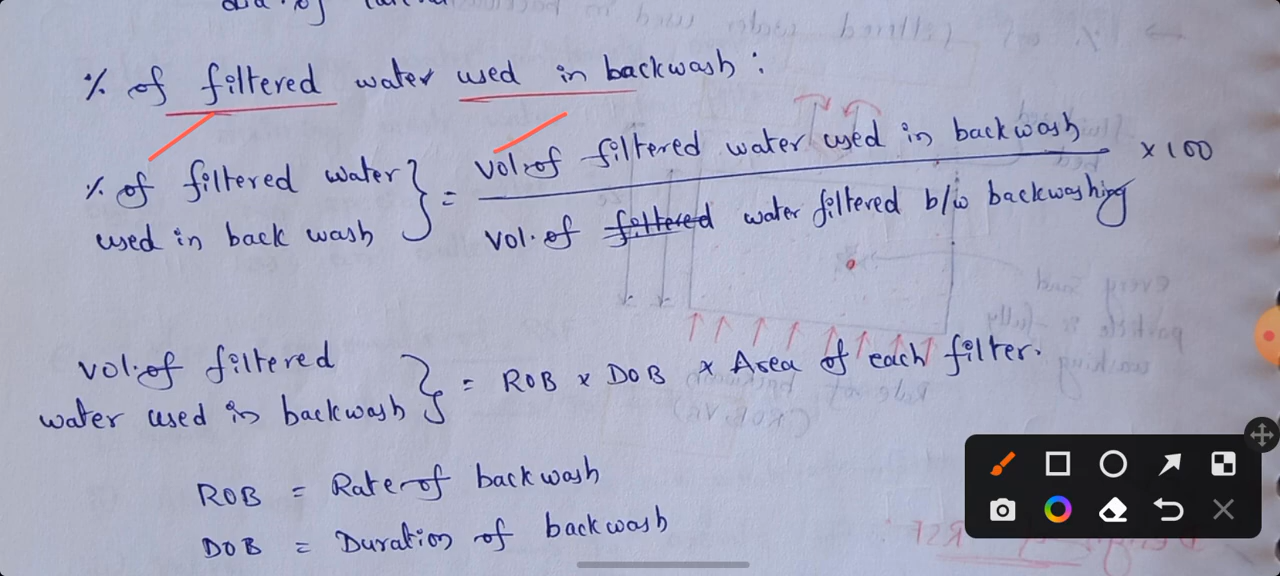 % of filtered water used in backwash :
% of filtered water used in back wash } = vol. of filtered water used in backwash / vol. of filtered water filtered b/w backwashing × 100
vol. of filtered water used in backwash } = ROB × DOB × Area of each filter.
ROB = Rate of backwash
DOB = Duration of backwash